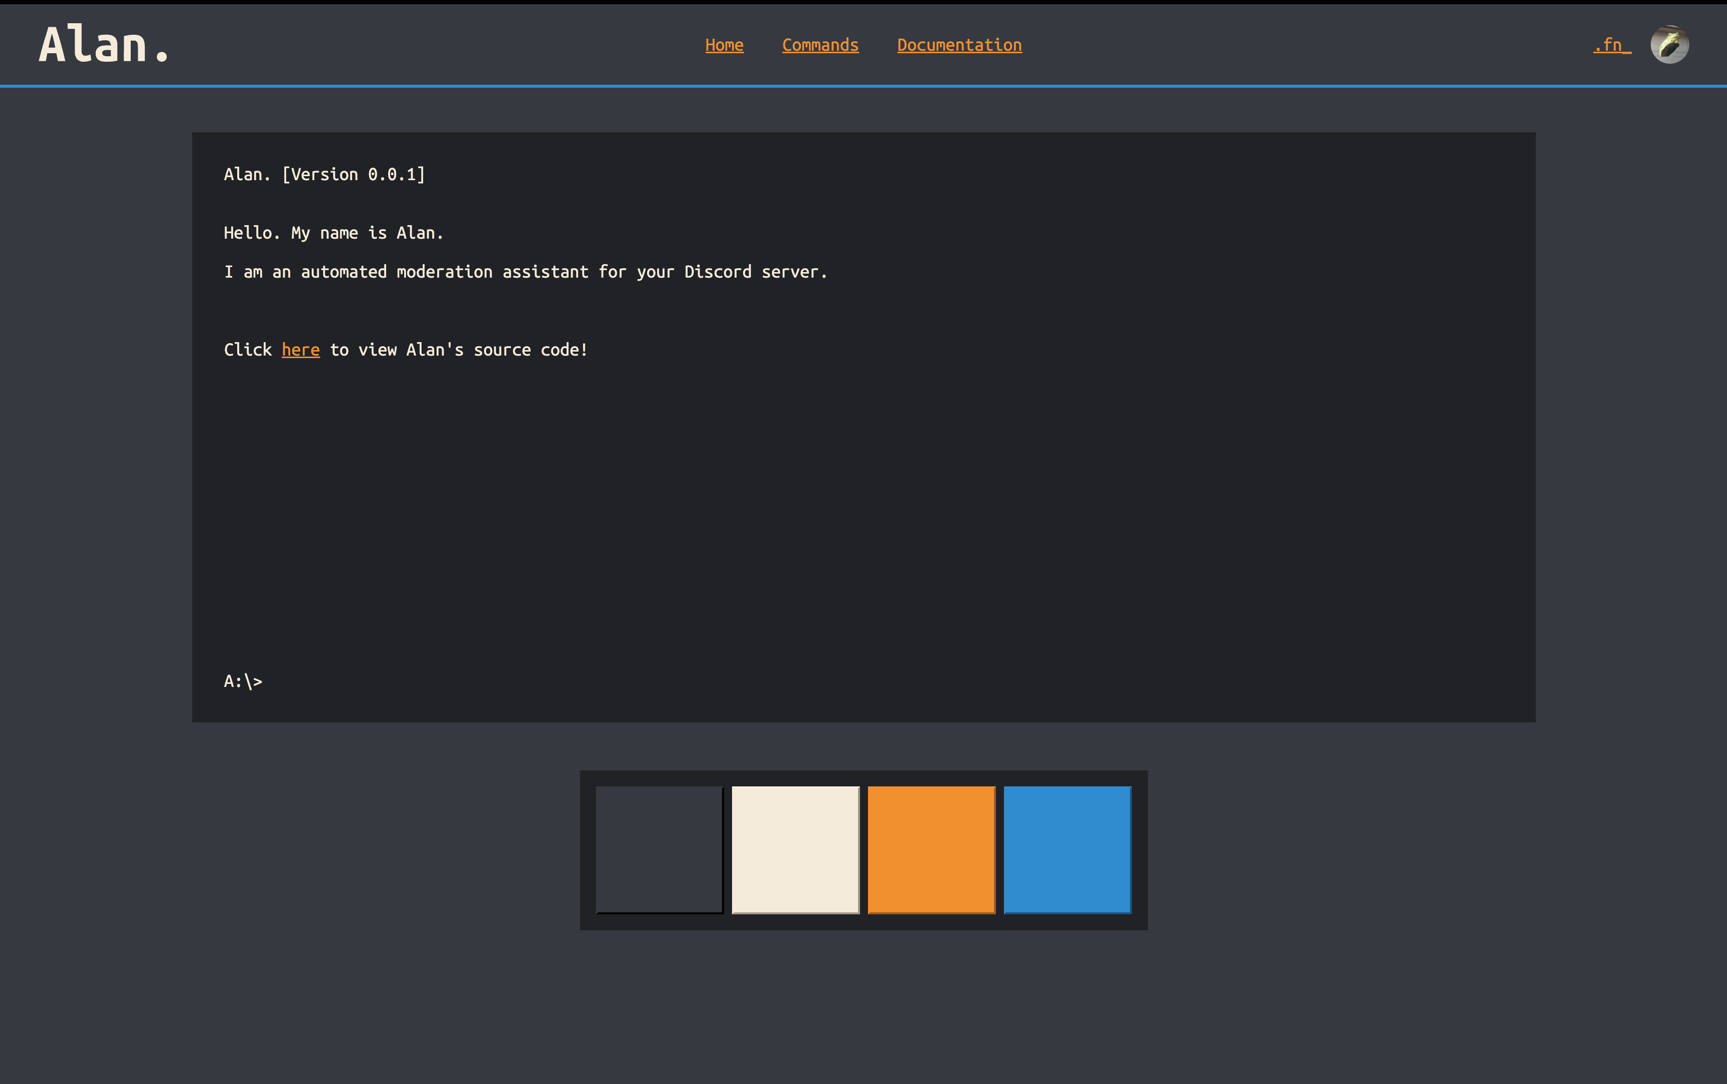 Alan.
Home Commands Documentation
.fn_
Alan. [Version 0.0.1]
Hello. My name is Alan.
I am an automated moderation assistant for your Discord server.
Click here to view Alan's source code!
A:\>